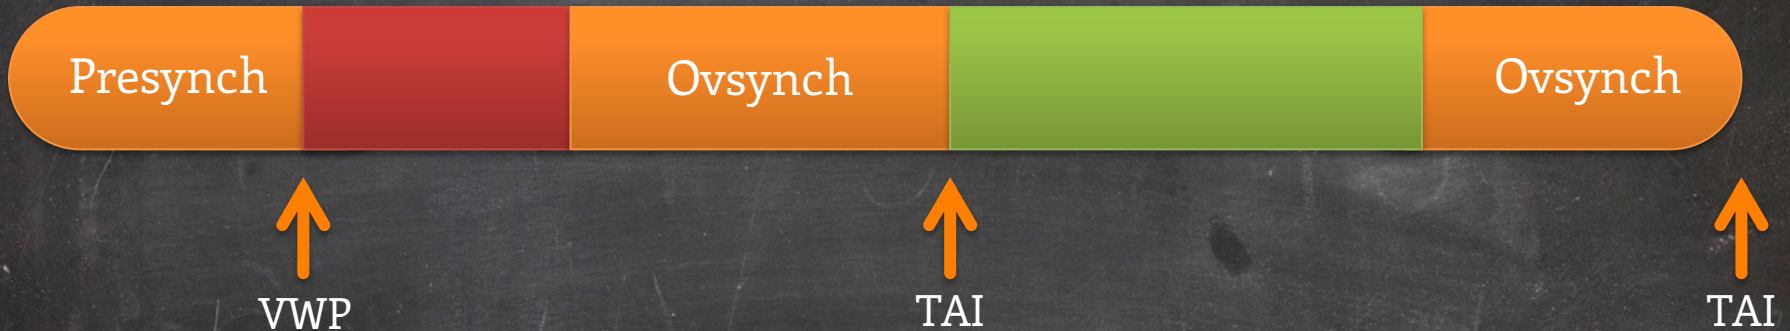 Presynch
Ovsynch
Ovsynch
VWP
TAI
TAI